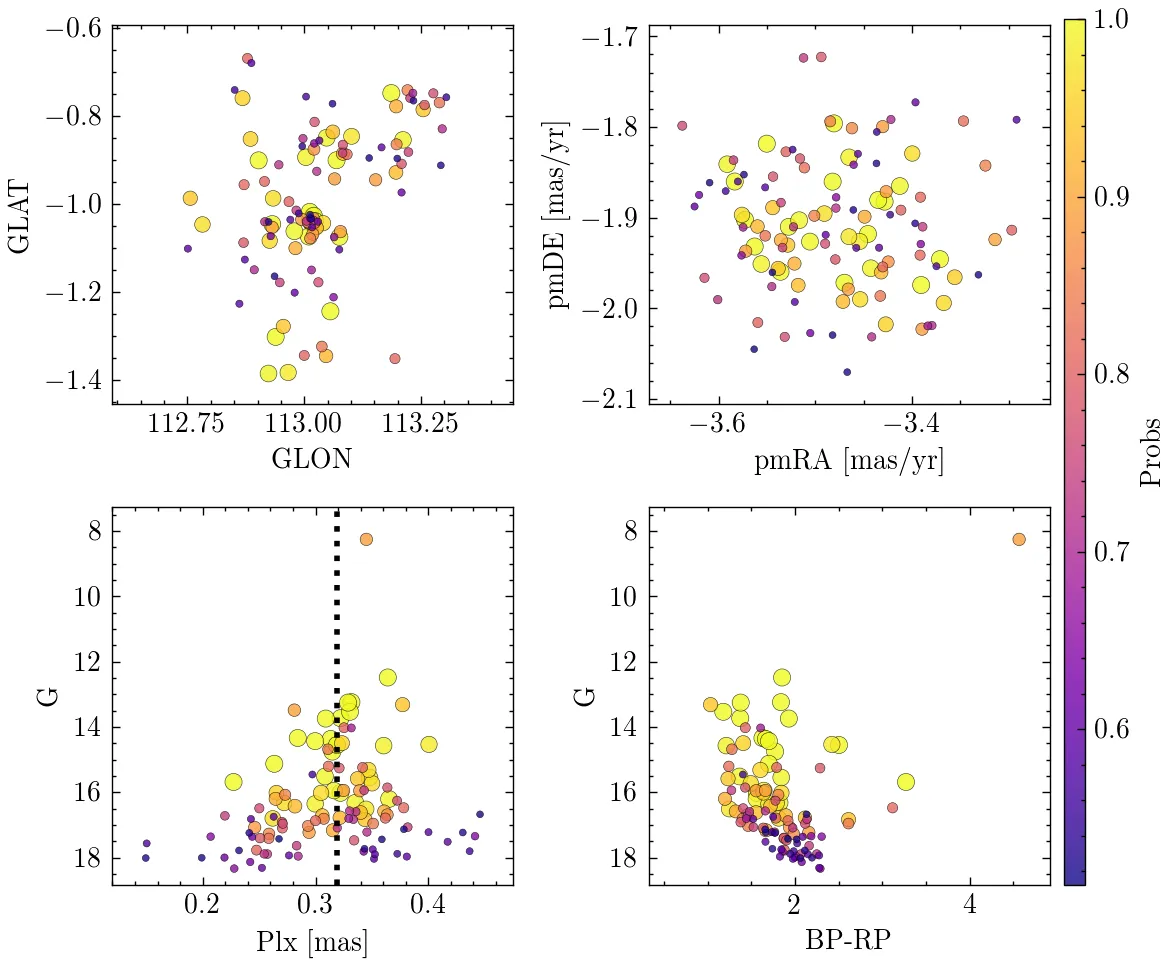 −0.6
−0.8
−1.0
−1.2
−1.4
GLAT
112.75 113.00 113.25
GLON
−1.7
−1.8
−1.9
−2.0
−2.1
pmDE [mas/yr]
−3.6 −3.4
pmRA [mas/yr]
8
10
12
14
16
18
G
0.2 0.3 0.4
Plx [mas]
8
10
12
14
16
18
G
2 4
BP-RP
1.0
0.9
0.8
0.7
0.6
Probs